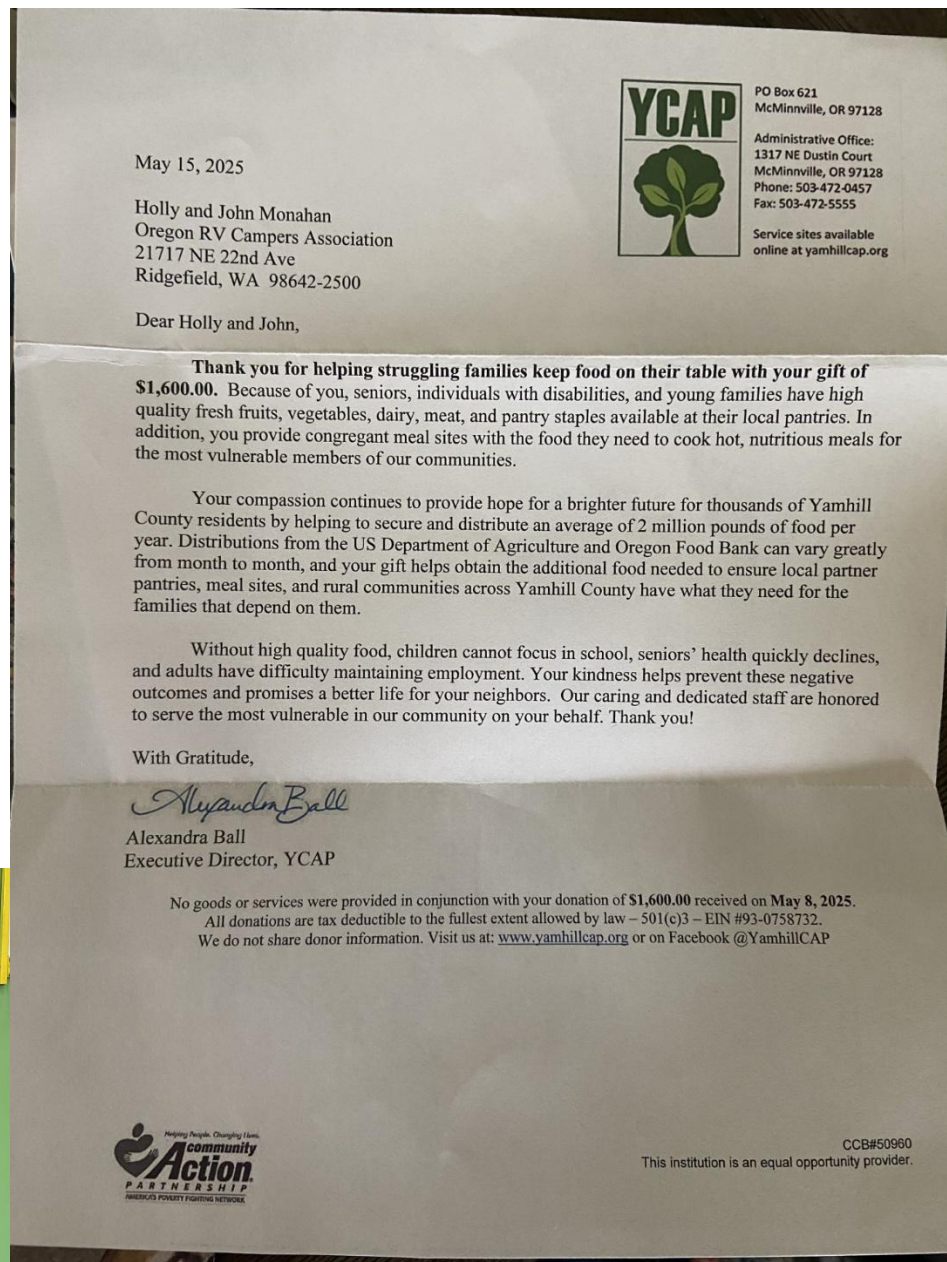 YCAP
PO Box 621
McMinnville, OR 97128
Administrative Office:
1317 NE Dustin Court
McMinnville, OR 97128
Phone: 503-472-0457
Fax: 503-472-5555
Service sites available
online at yamhillcap.org
May 15, 2025
Holly and John Monahan
Oregon RV Campers Association
21717 NE 22nd Ave
Ridgefield, WA 98642-2500
Dear Holly and John,
Thank you for helping struggling families keep food on their table with your gift of
$1,600.00. Because of you, seniors, individuals with disabilities, and young families have high
quality fresh fruits, vegetables, dairy, meat, and pantry staples available at their local pantries. In
addition, you provide congregant meal sites with the food they need to cook hot, nutritious meals for
the most vulnerable members of our communities.
Your compassion continues to provide hope for a brighter future for thousands of Yamhill
County residents by helping to secure and distribute an average of 2 million pounds of food per
year. Distributions from the US Department of Agriculture and Oregon Food Bank can vary greatly
from month to month, and your gift helps obtain the additional food needed to ensure local partner
pantries, meal sites, and rural communities across Yamhill County have what they need for the
families that depend on them.
Without high quality food, children cannot focus in school, seniors’ health quickly declines,
and adults have difficulty maintaining employment. Your kindness helps prevent these negative
outcomes and promises a better life for your neighbors. Our caring and dedicated staff are honored
to serve the most vulnerable in our community on your behalf. Thank you!
With Gratitude,
Alexandra Ball
Alexandra Ball
Executive Director, YCAP
No goods or services were provided in conjunction with your donation of $1,600.00 received on May 8, 2025.
All donations are tax deductible to the fullest extent allowed by law – 501(c)3 – EIN #93-0758732.
We do not share donor information. Visit us at: www.yamhillcap.org or on Facebook @YamhillCAP
Helping People. Changing Lives.
community
Action
PARTNERSHIP
AMERICA'S POVERTY FIGHTING NETWORK
CCB#50960
This institution is an equal opportunity provider.